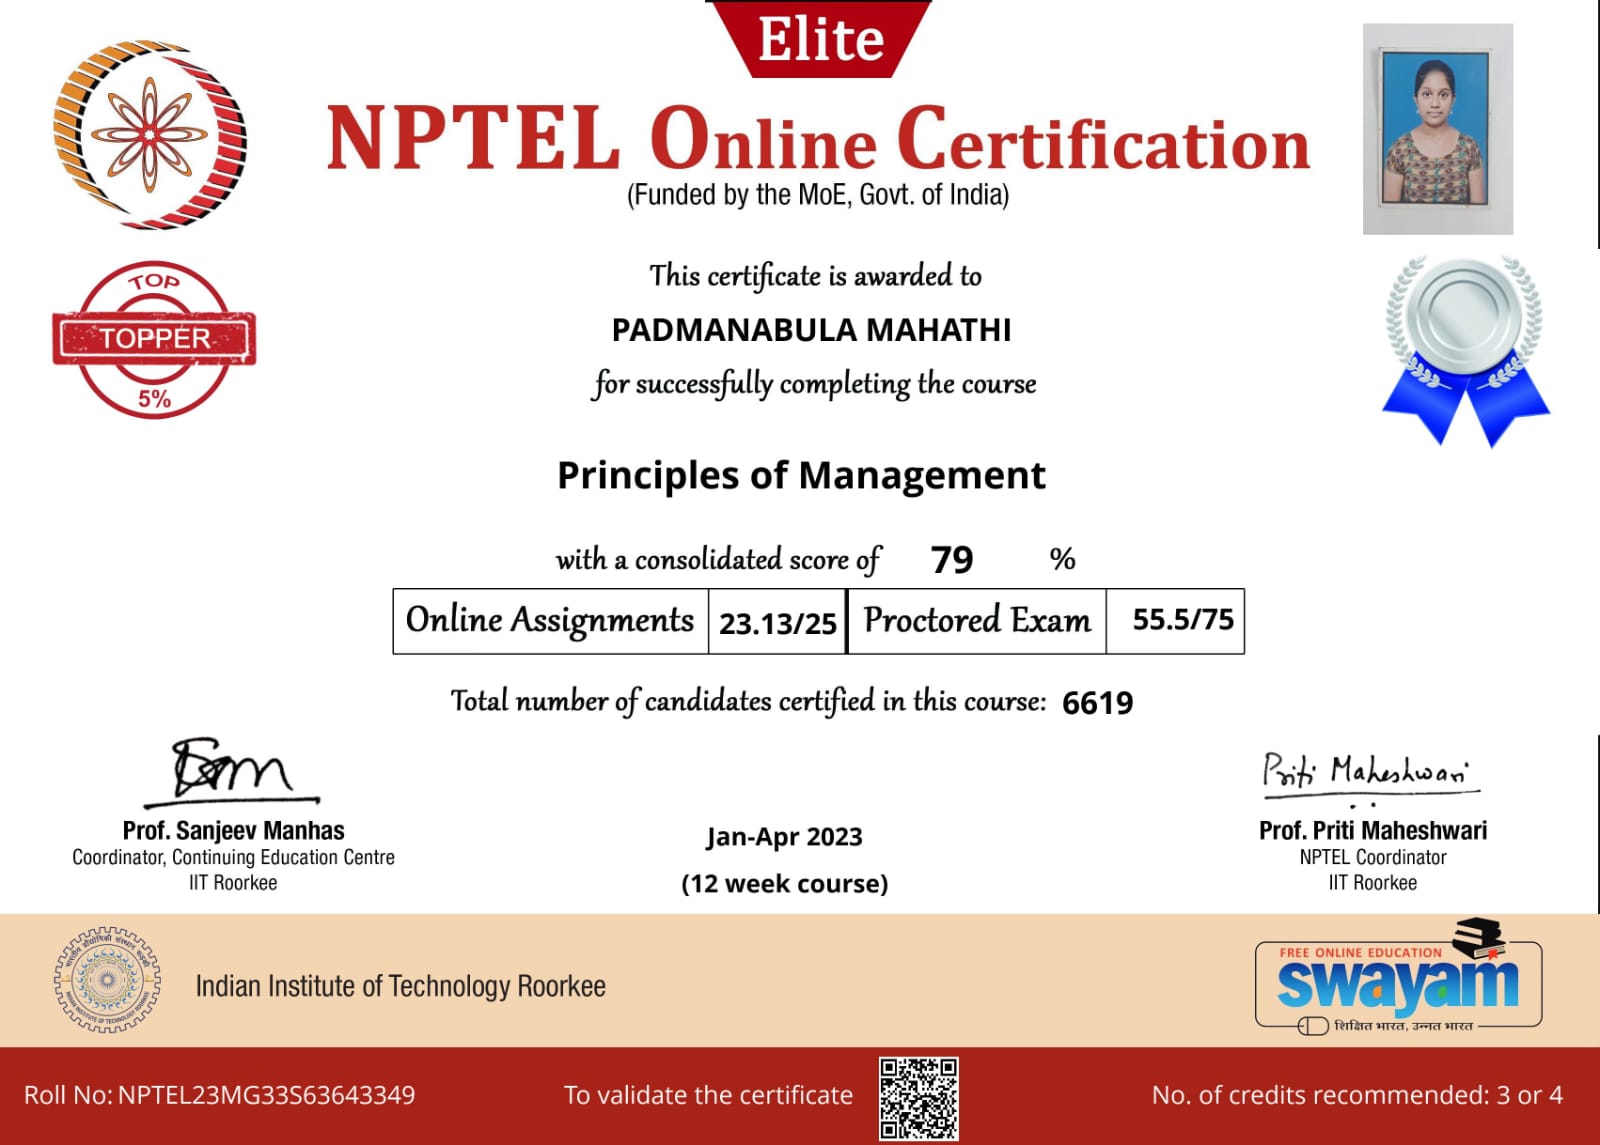 Elite
NPTEL Online Certification
(Funded by the MoE, Govt. of India)
TOP
TOPPER
5%
This certificate is awarded to
PADMANABULA MAHATHI
for successfully completing the course
Principles of Management
with a consolidated score of 79 %
Online Assignments 23.13/25 Proctored Exam 55.5/75
Total number of candidates certified in this course: 6619
Priti Maheshwari
Prof. Sanjeev Manhas
Coordinator, Continuing Education Centre
IIT Roorkee
Jan-Apr 2023
(12 week course)
Prof. Priti Maheshwari
NPTEL Coordinator
IIT Roorkee
Indian Institute of Technology Roorkee
FREE ONLINE EDUCATION
swayam
शिक्षित भारत, उन्नत भारत
Roll No: NPTEL23MG33S63643349
To validate the certificate
No. of credits recommended: 3 or 4